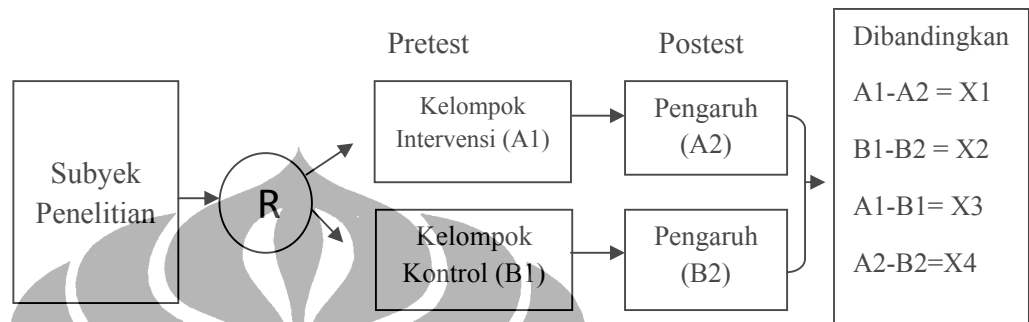 Pretest
Postest
Subyek
Penelitian
R
Kelompok
Intervensi (A1)
Pengaruh
(A2)
Kelompok
Kontrol (B1)
Pengaruh
(B2)
Dibandingkan
A1-A2 = X1
B1-B2 = X2
A1-B1= X3
A2-B2=X4